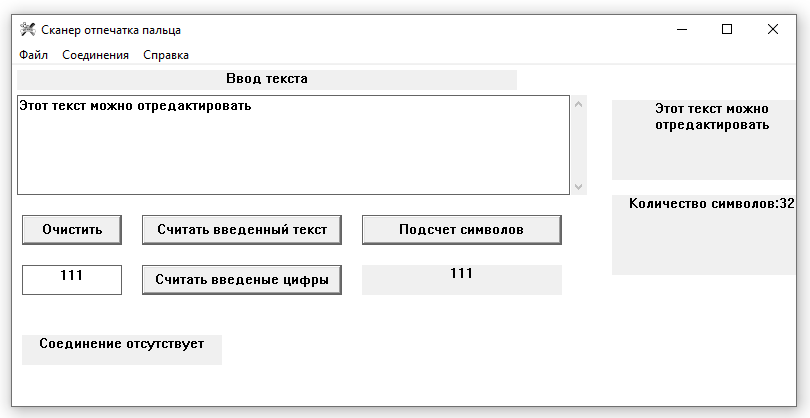 Сканер отпечатка пальца
Файл Соединения Справка
Ввод текста
Этот текст можно отредактировать
Этот текст можно
отредактировать
Количество символов:32
Очистить Считать введенный текст Подсчет символов
111 Считать введеные цифры 111
Соединение отсутствует